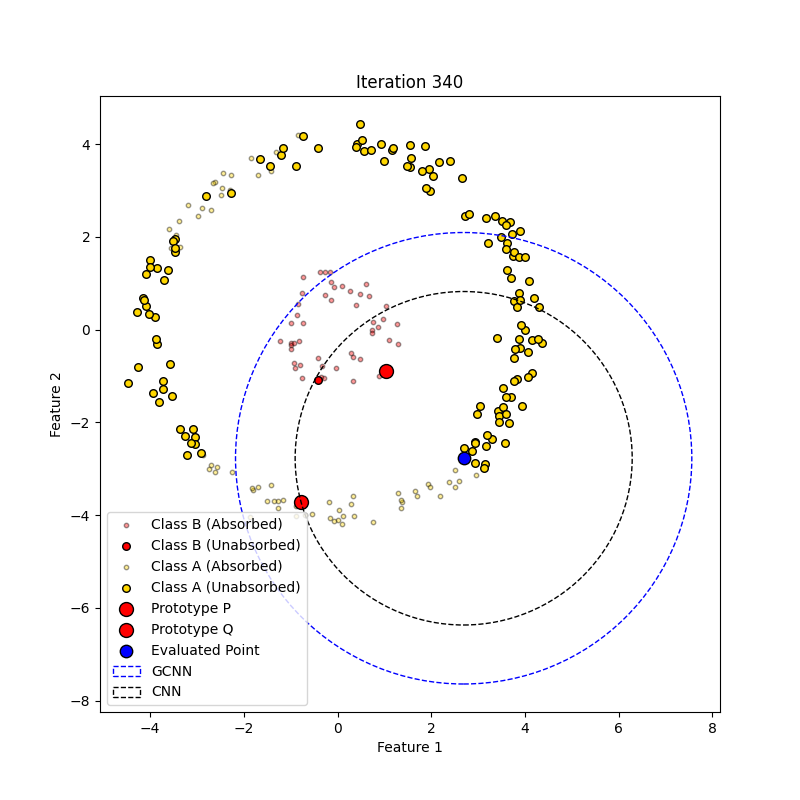 Iteration 340
4
2
0
−2
−4
−6
−8
Feature 2
Class B (Absorbed)
Class B (Unabsorbed)
Class A (Absorbed)
Class A (Unabsorbed)
Prototype P
Prototype Q
Evaluated Point
GCNN
CNN
−4 −2 0 2 4 6 8
Feature 1